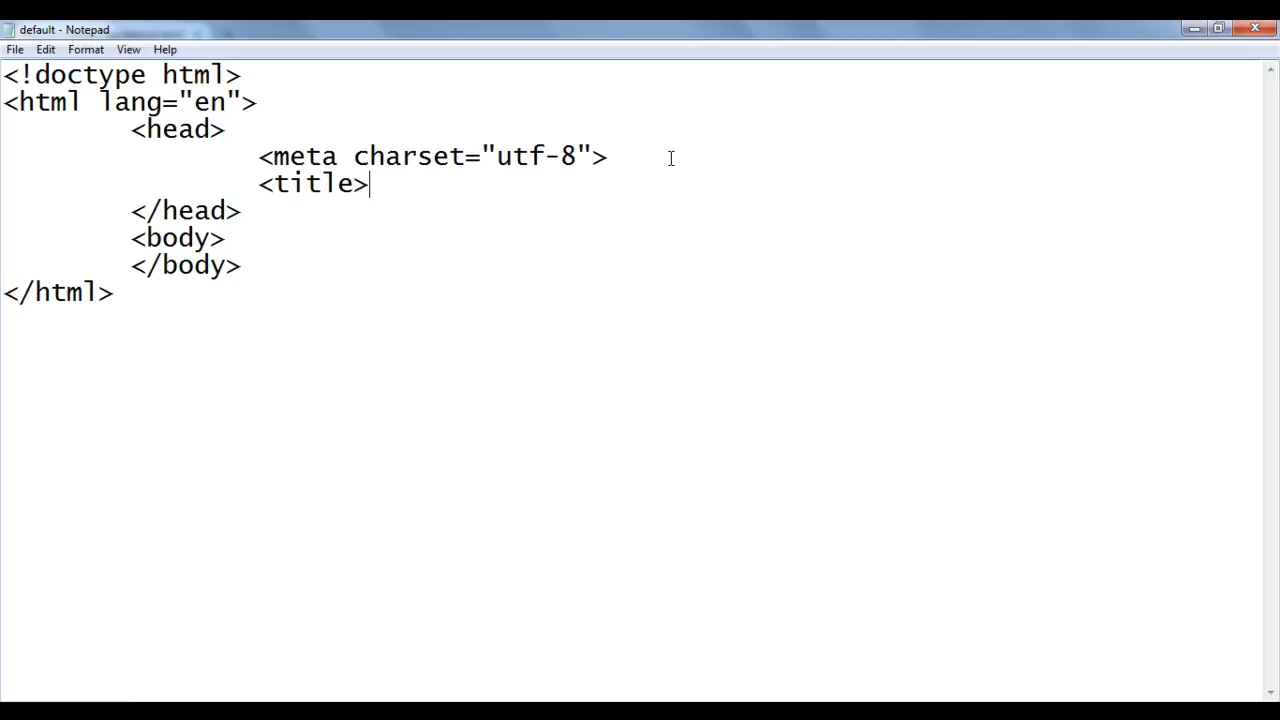 default - Notepad
File Edit Format View Help
<!doctype html>
<html lang="en">
<head>
<meta charset="utf-8">
<title>
</head>
<body>
</body>
</html>